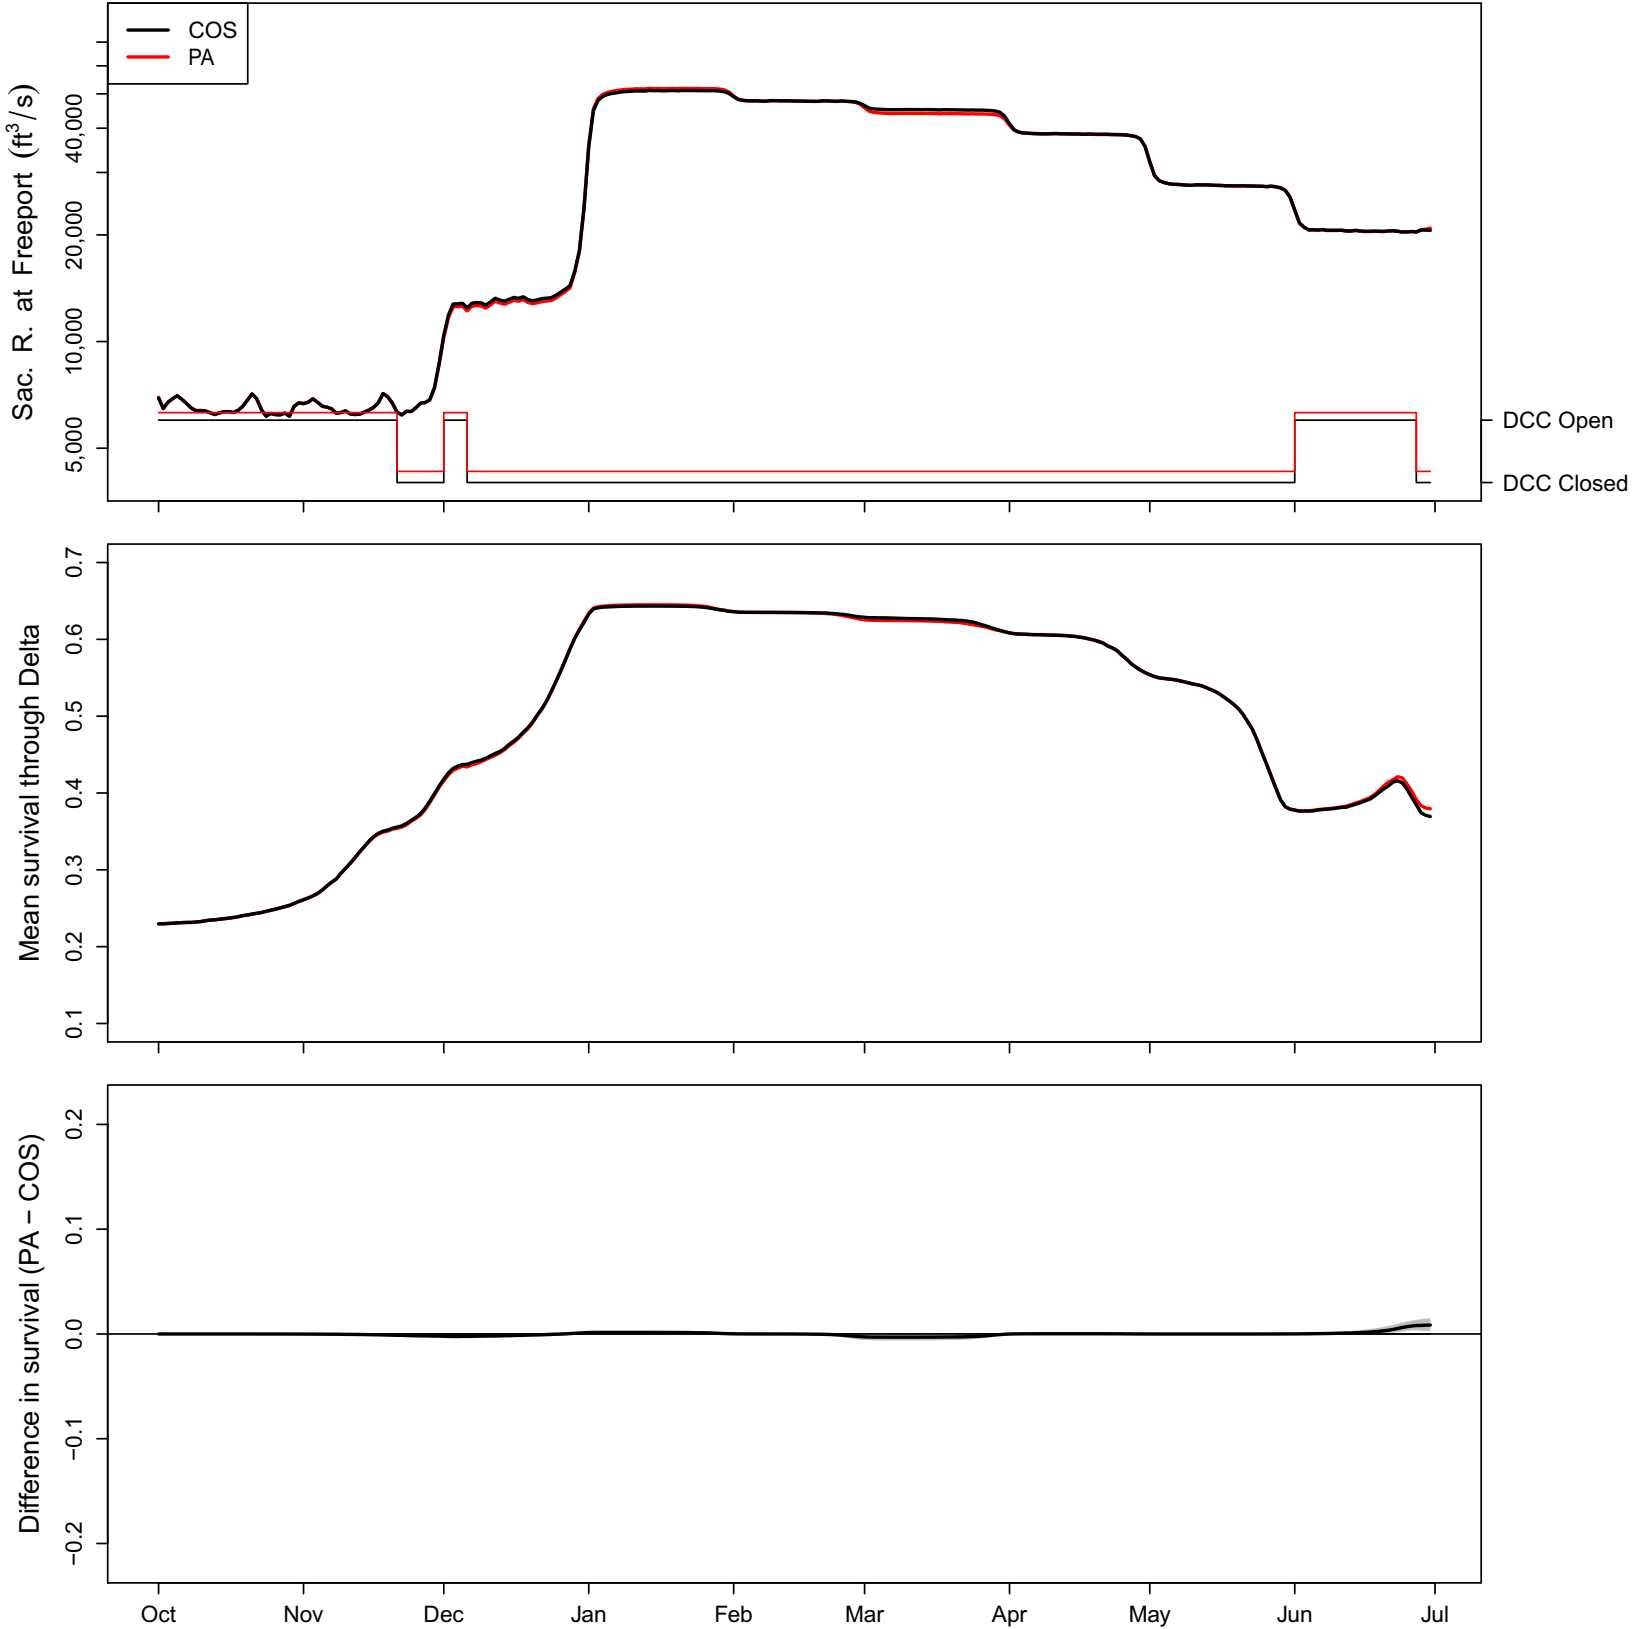 COS
PA
Sac. R. at Freeport (ft³/s)
40,000
20,000
10,000
5,000
DCC Open
DCC Closed
Mean survival through Delta
0.7
0.6
0.5
0.4
0.3
0.2
0.1
Difference in survival (PA − COS)
0.2
0.1
0.0
−0.1
−0.2
Oct Nov Dec Jan Feb Mar Apr May Jun Jul